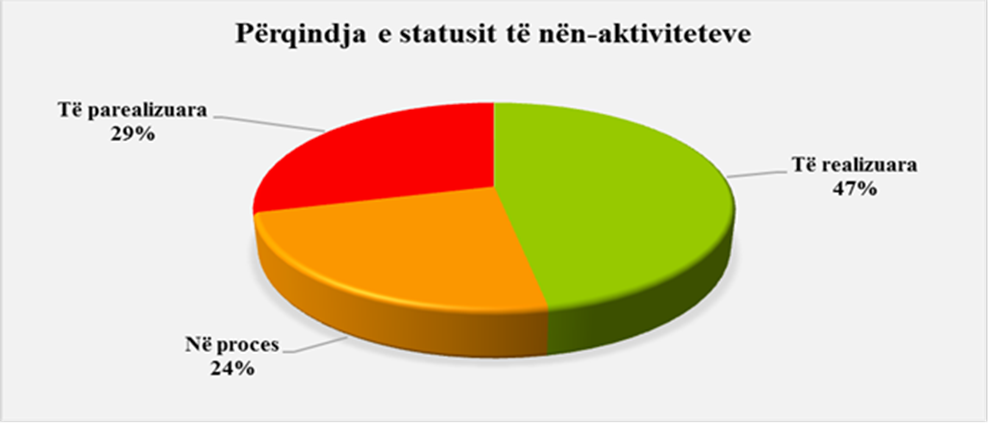 Përqindja e statusit të nën-aktiviteteve
Të parealizuara
29%
Të realizuara
47%
Në proces
24%